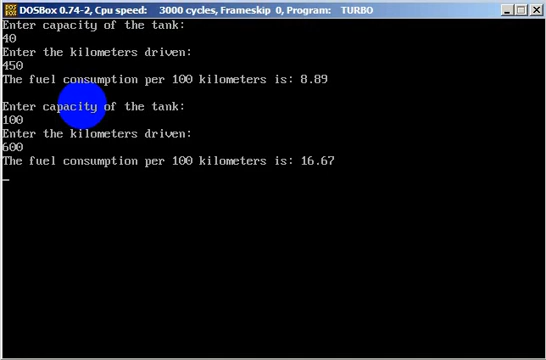 DOSBox 0.74-2, Cpu speed: 3000 cycles, Frameskip 0, Program: TURBO
Enter capacity of the tank:
40
Enter the kilometers driven:
450
The fuel consumption per 100 kilometers is: 8.89
Enter capacity of the tank:
100
Enter the kilometers driven:
600
The fuel consumption per 100 kilometers is: 16.67
_